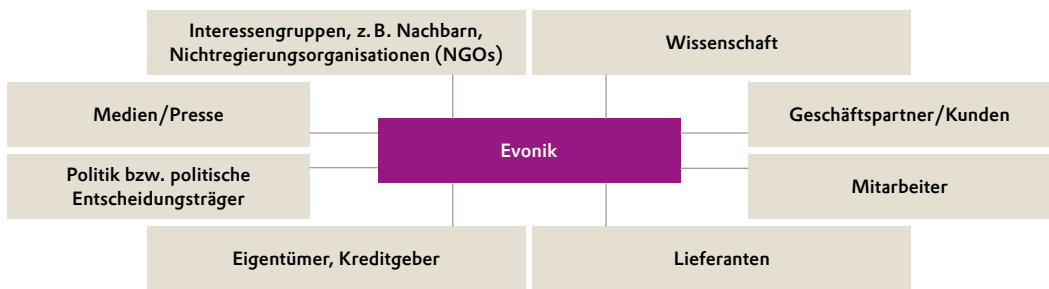 Interessengruppen, z. B. Nachbarn,
Nichtregierungsorganisationen (NGOs)
Wissenschaft
Medien/Presse
Geschäftspartner/Kunden
Evonik
Politik bzw. politische
Entscheidungsträger
Mitarbeiter
Eigentümer, Kreditgeber
Lieferanten